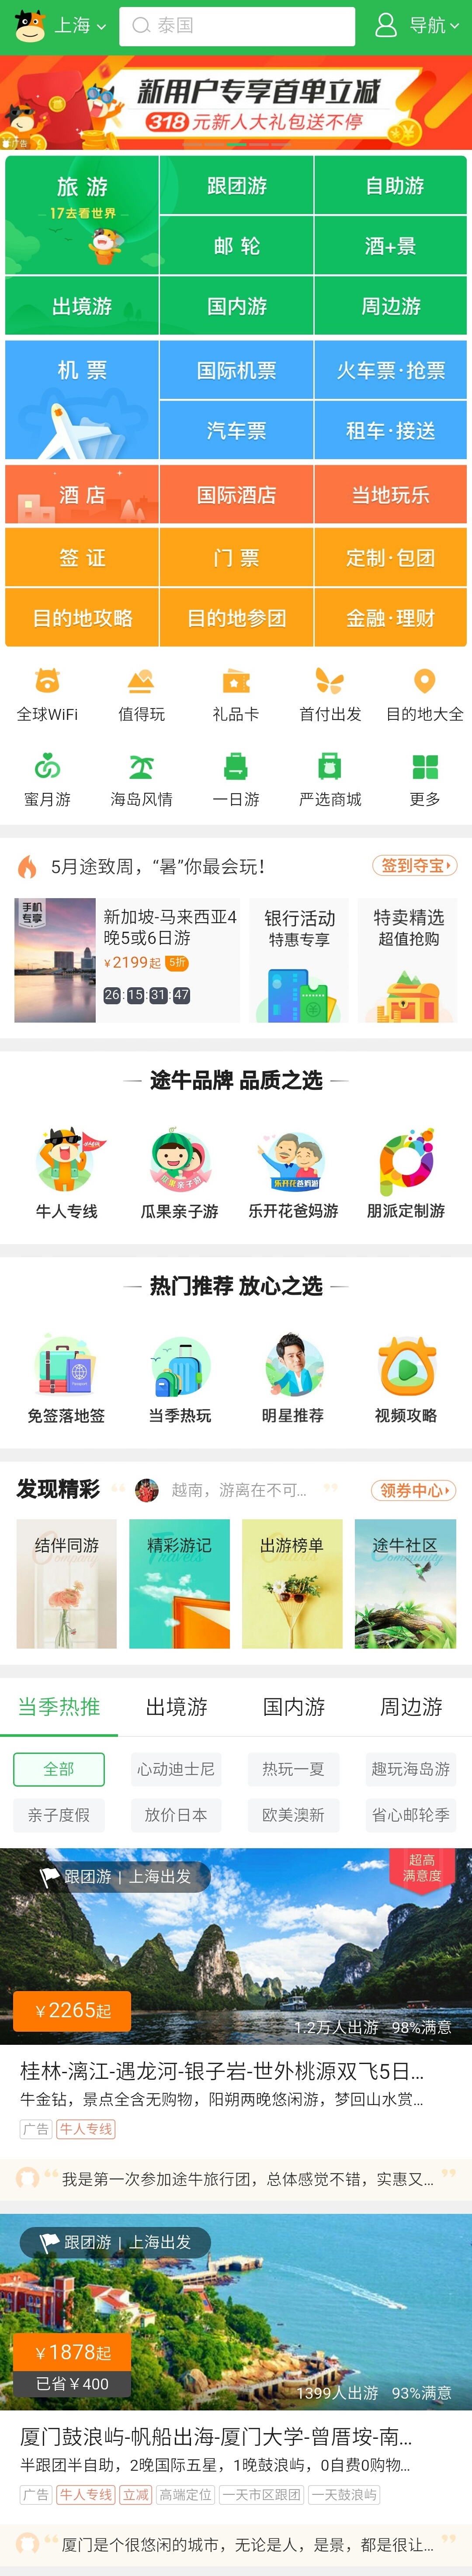 上海
泰国
导航
新用户专享首单立减
318元新人大礼包送不停
广告
旅 游
17去看世界
跟团游
自助游
邮 轮
酒+景
出境游
国内游
周边游
机 票
国际机票
火车票·抢票
汽车票
租车·接送
酒 店
国际酒店
当地玩乐
签 证
门 票
定制·包团
目的地攻略
目的地参团
金融·理财
全球WiFi
值得玩
礼品卡
首付出发
目的地大全
蜜月游
海岛风情
一日游
严选商城
更多
5月途致周，“暑”你最会玩！
签到夺宝
手机
专享
新加坡-马来西亚4
晚5或6日游
¥2199起 5折
26:15:31:47
银行活动
特惠专享
特卖精选
超值抢购
途牛品牌 品质之选
牛人专线
瓜果亲子游
乐开花爸妈游
乐开花爸妈游
朋派定制游
热门推荐 放心之选
免签落地签
当季热玩
明星推荐
视频攻略
发现精彩
越南，游离在不可...
领券中心
结伴同游
精彩游记
Travels
出游榜单
途牛社区
Community
当季热推
出境游
国内游
周边游
全部
心动迪士尼
热玩一夏
趣玩海岛游
亲子度假
放价日本
欧美澳新
省心邮轮季
跟团游 | 上海出发
超高
满意度
¥2265起
1.2万人出游 98%满意
桂林-漓江-遇龙河-银子岩-世外桃源双飞5日...
牛金钻，景点全含无购物，阳朔两晚悠闲游，梦回山水赏...
广告 牛人专线
我是第一次参加途牛旅行团，总体感觉不错，实惠又...
跟团游 | 上海出发
¥1878起
已省¥400
1399人出游 93%满意
厦门鼓浪屿-帆船出海-厦门大学-曾厝垵-南...
半跟团半自助，2晚国际五星，1晚鼓浪屿，0自费0购物...
广告 牛人专线 立减 高端定位 一天市区跟团 一天鼓浪屿
厦门是个很悠闲的城市，无论是人，是景，都是很让...